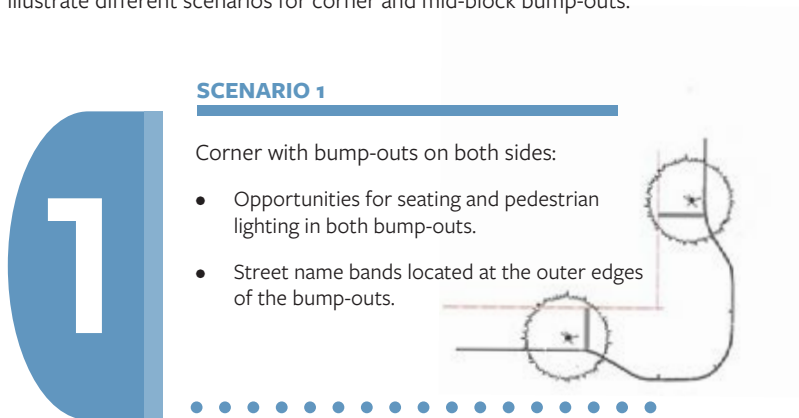 illustrate different scenarios for corner and mid-block bump-outs.
SCENARIO 1
1
Corner with bump-outs on both sides:
• Opportunities for seating and pedestrian
lighting in both bump-outs.
• Street name bands located at the outer edges
of the bump-outs.